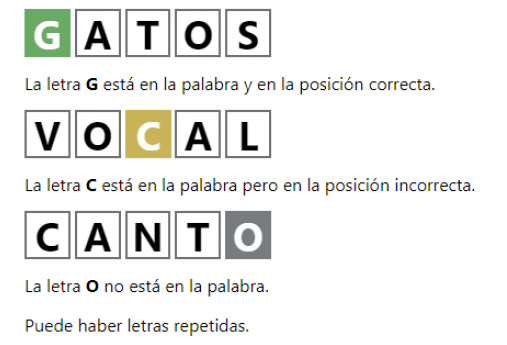 GATOS
La letra G está en la palabra y en la posición correcta.
VOCAL
La letra C está en la palabra pero en la posición incorrecta.
CANTO
La letra O no está en la palabra.
Puede haber letras repetidas.